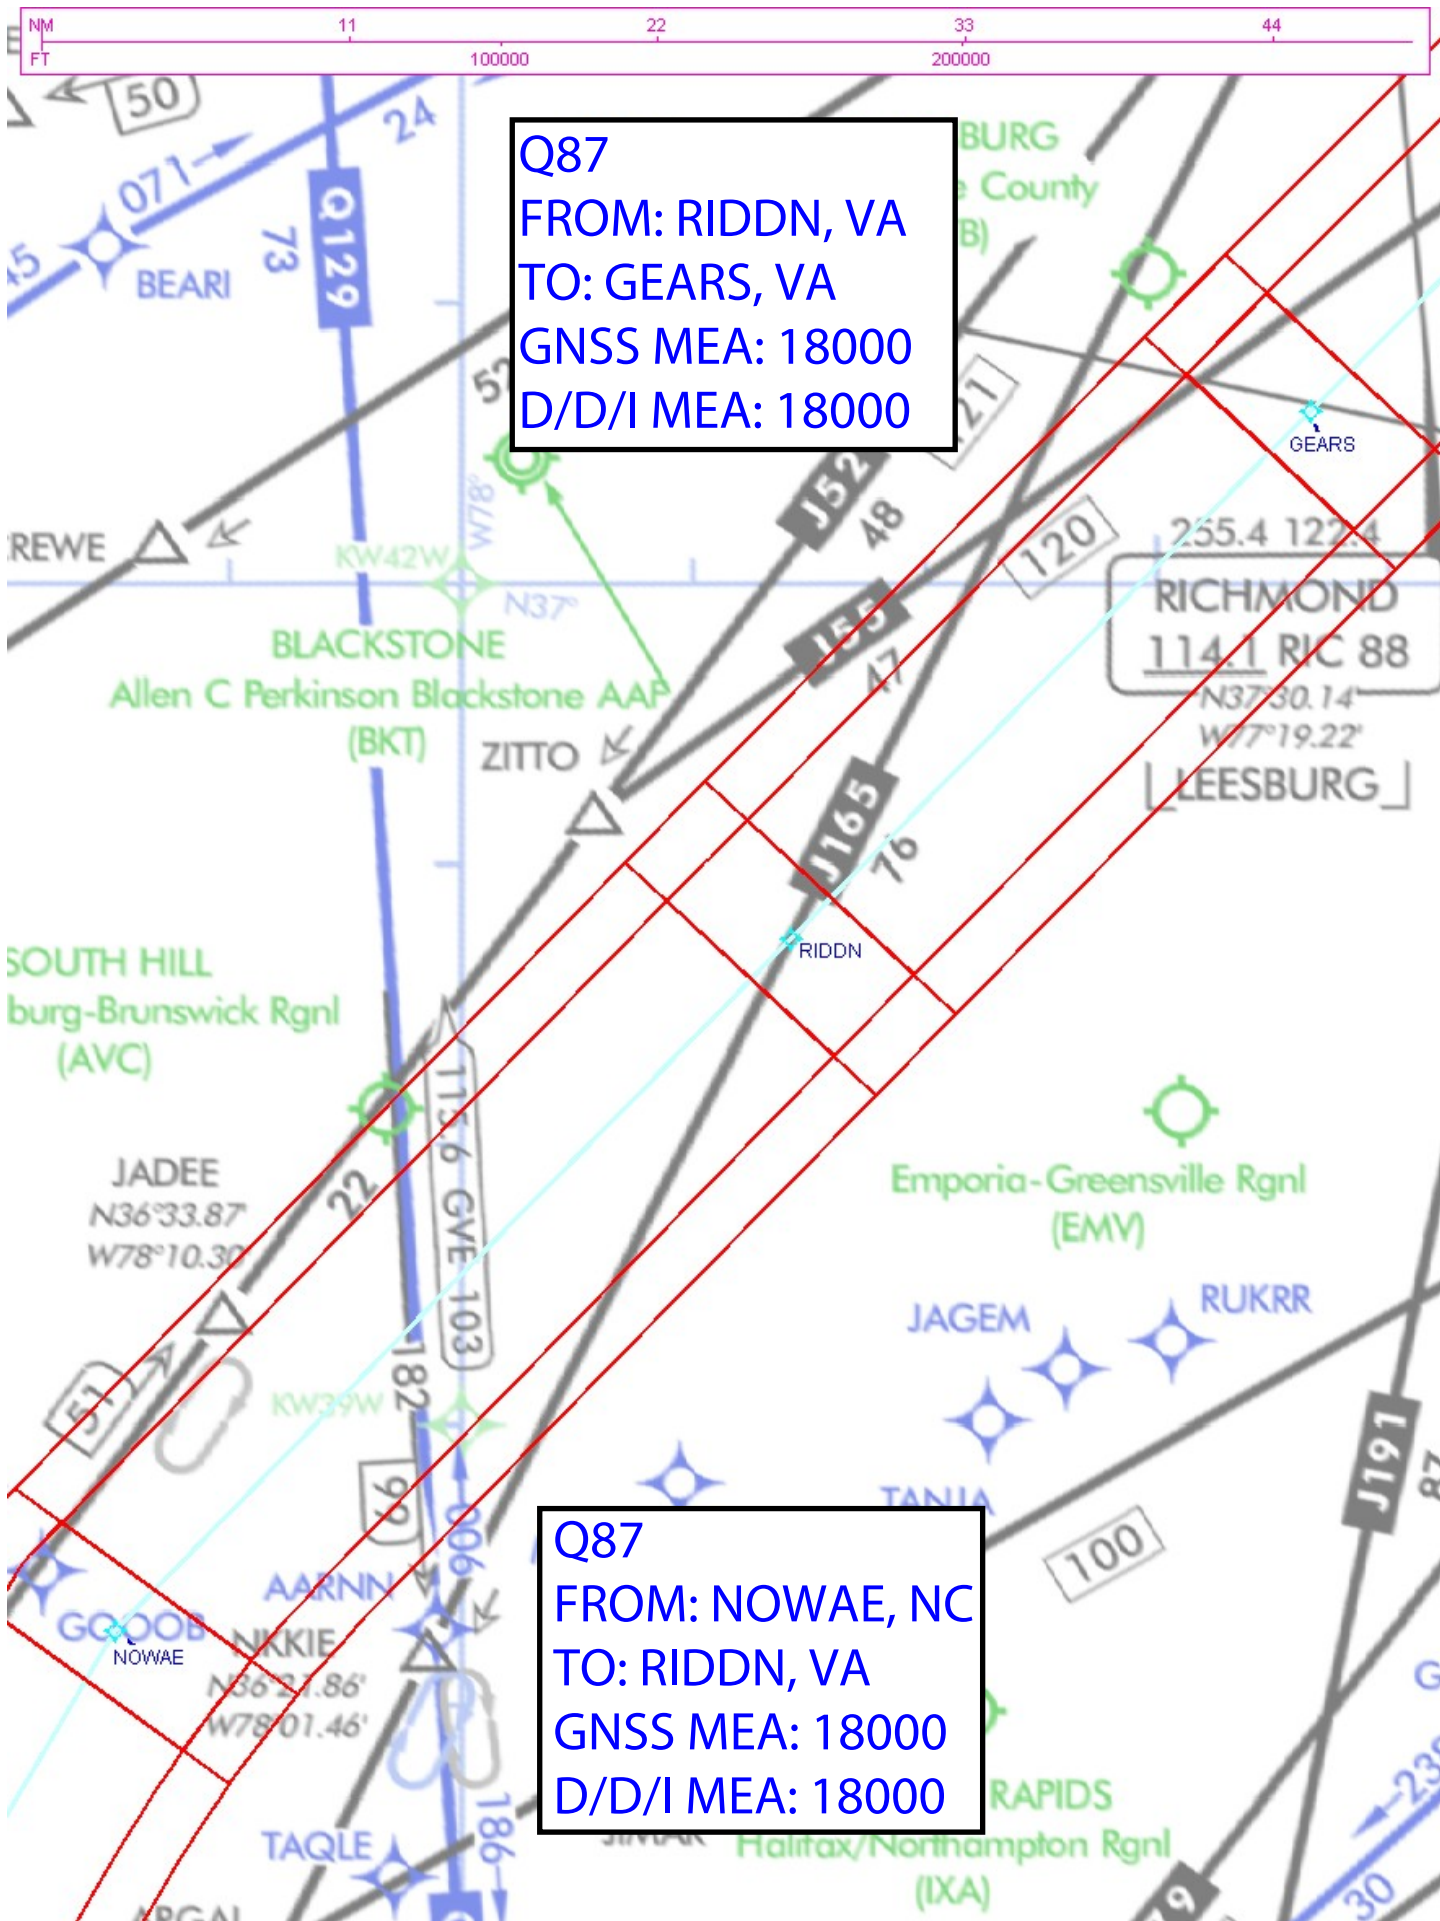 NM 11 22 33 44
FT 100000 200000
50
24
071
Q129
73
BEARI
45
Q87
FROM: RIDDN, VA
TO: GEARS, VA
GNSS MEA: 18000
D/D/I MEA: 18000
BURG
County
B)
GEARS
J52
48
121
W78°
KW42W
N37°
REWE
120
255.4 122.4
RICHMOND
114.1 RIC 88
N37°30.14'
W77°19.22'
LEESBURG
J55
47
BLACKSTONE
Allen C Perkinson Blackstone AAF
(BKT)
ZITTO
J165
76
RIDDN
SOUTH HILL
burg-Brunswick Rgnl
(AVC)
115.6 GVE 103
JADEE
N36°33.87'
W78°10.30'
22
Emporia-Greensville Rgnl
(EMV)
JAGEM
RUKRR
TANJA
182
51
KW39W
99
006
J191
87
100
AARNN
GOOOB
NOWAE
NKKIE
N36°21.86'
W78°01.46'
Q87
FROM: NOWAE, NC
TO: RIDDN, VA
GNSS MEA: 18000
D/D/I MEA: 18000
RAPIDS
Halifax/Northampton Rgnl
(IXA)
TAQLE
186
30